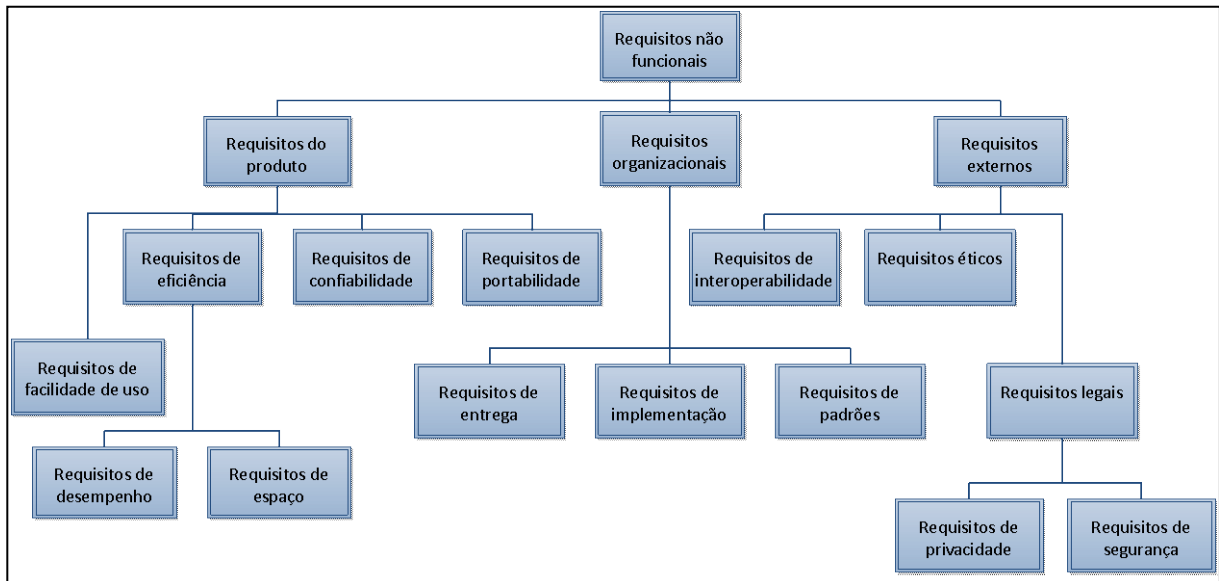 Requisitos não
funcionais
Requisitos do
produto
Requisitos
organizacionais
Requisitos
externos
Requisitos de
eficiência
Requisitos de
confiabilidade
Requisitos de
portabilidade
Requisitos de
interoperabilidade
Requisitos éticos
Requisitos de
facilidade de uso
Requisitos de
entrega
Requisitos de
implementação
Requisitos de
padrões
Requisitos legais
Requisitos de
desempenho
Requisitos de
espaço
Requisitos de
privacidade
Requisitos de
segurança